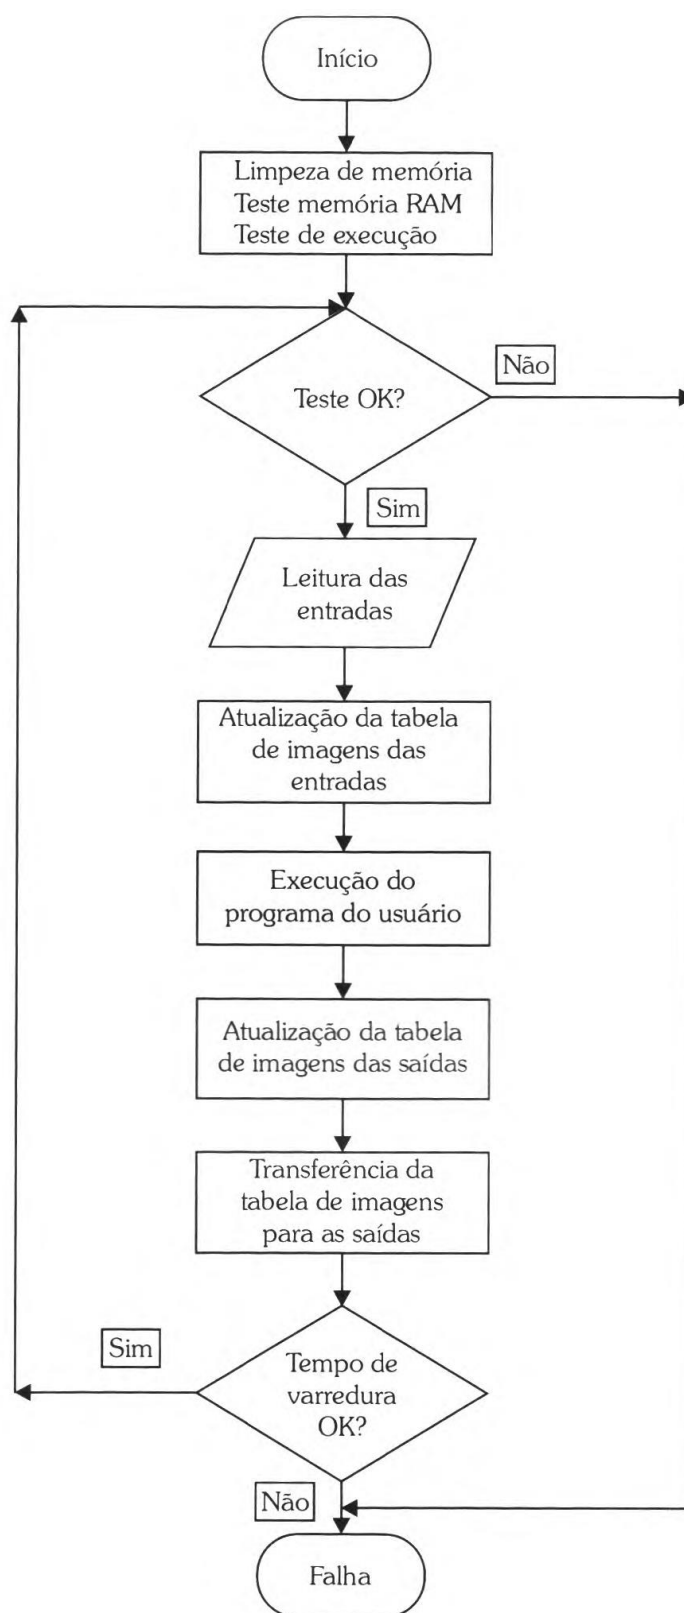 Início
Limpeza de memória
Teste memória RAM
Teste de execução
Não
Teste OK?
Sim
Leitura das
entradas
Atualização da tabela
de imagens das
entradas
Execução do
programa do usuário
Atualização da tabela
de imagens das saídas
Transferência da
tabela de imagens
para as saídas
Sim
Tempo de
varredura
OK?
Não
Falha